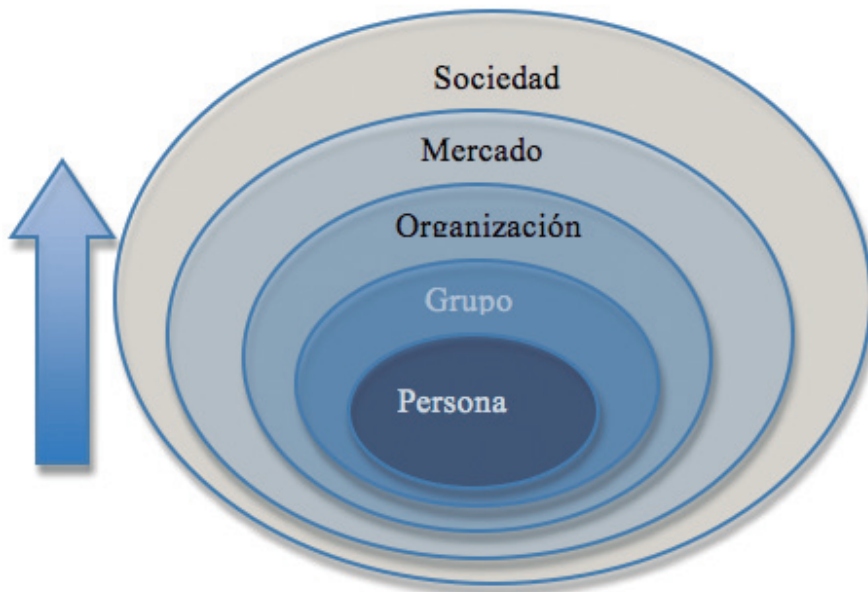 Sociedad
Mercado
Organización
Grupo
Persona